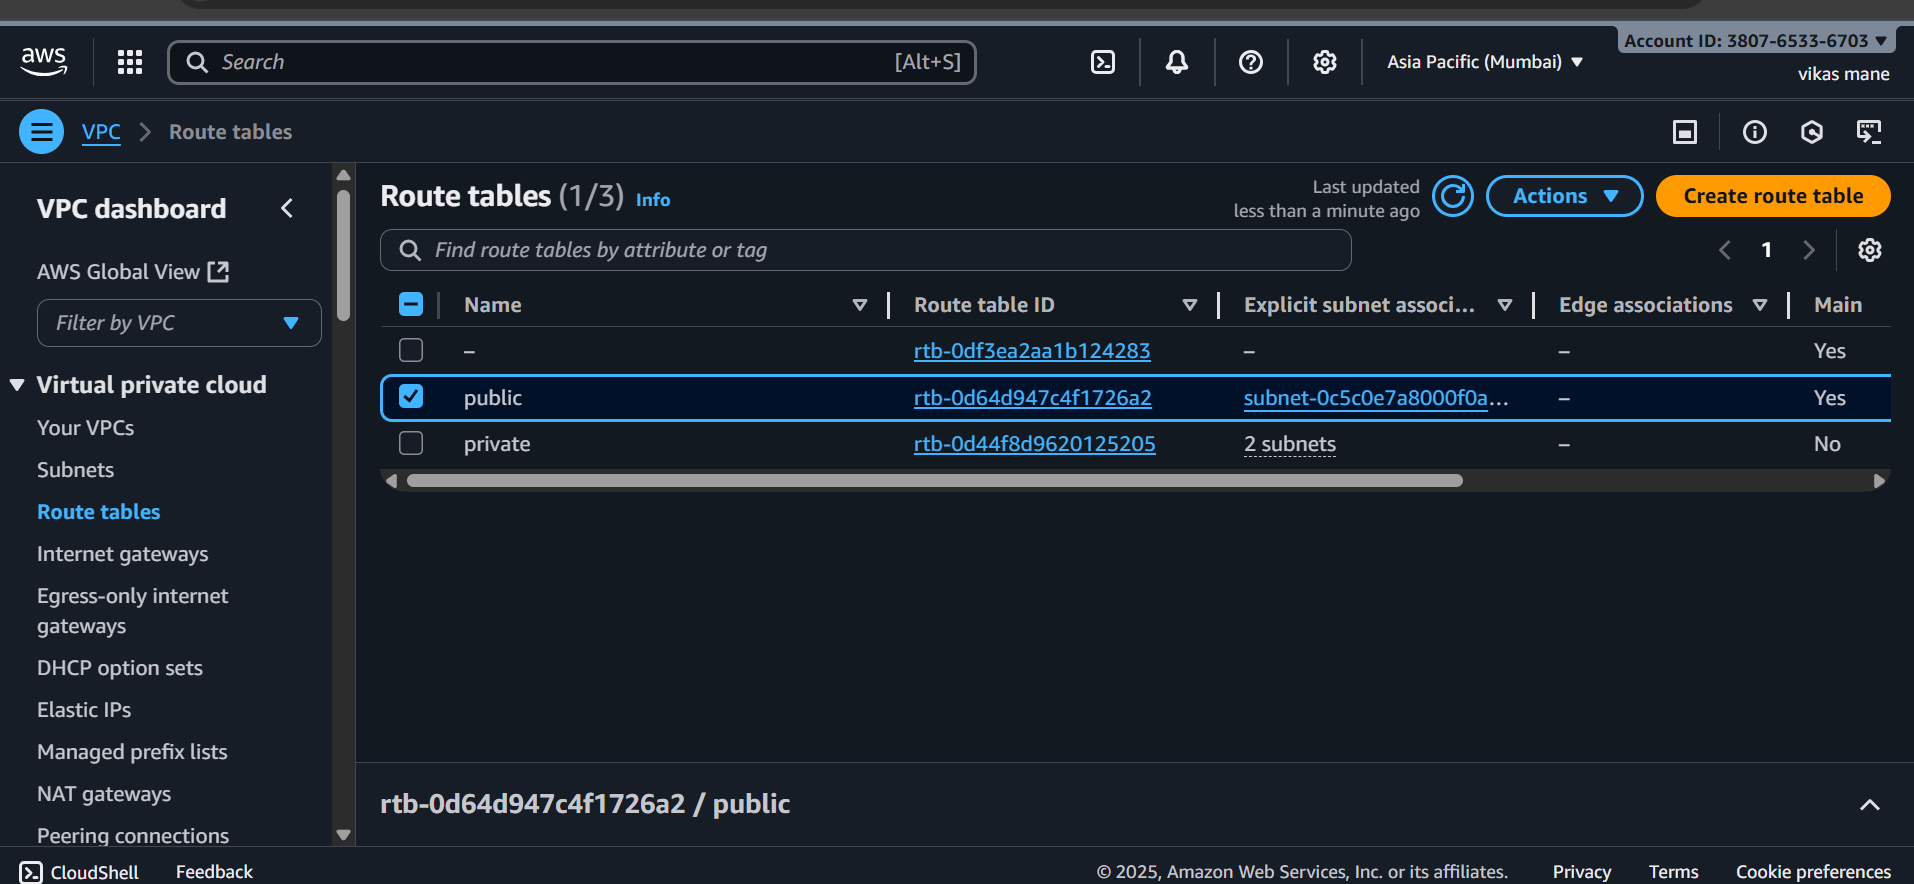 aws
Search [Alt+S]
Asia Pacific (Mumbai)
Account ID: 3807-6533-6703
vikas mane
VPC
Route tables
VPC dashboard
AWS Global View
Filter by VPC
Virtual private cloud
Your VPCs
Subnets
Route tables
Internet gateways
Egress-only internet
gateways
DHCP option sets
Elastic IPs
Managed prefix lists
NAT gateways
Peering connections
Route tables (1/3) Info
Last updated
less than a minute ago
Actions
Create route table
Find route tables by attribute or tag
1
Name Route table ID Explicit subnet associ... Edge associations Main
– rtb-0df3ea2aa1b124283 – – Yes
public rtb-0d64d947c4f1726a2 subnet-0c5c0e7a8000f0a... – Yes
private rtb-0d44f8d9620125205 2 subnets – No
rtb-0d64d947c4f1726a2 / public
CloudShell Feedback © 2025, Amazon Web Services, Inc. or its affiliates. Privacy Terms Cookie preferences